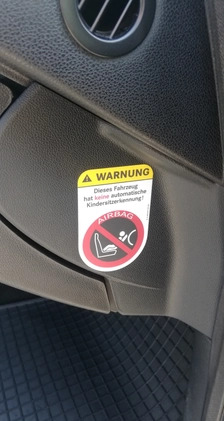 WARNUNG
Dieses Fahrzeug
hat keine automatische
Kindersitzerkennung!
AIRBAG